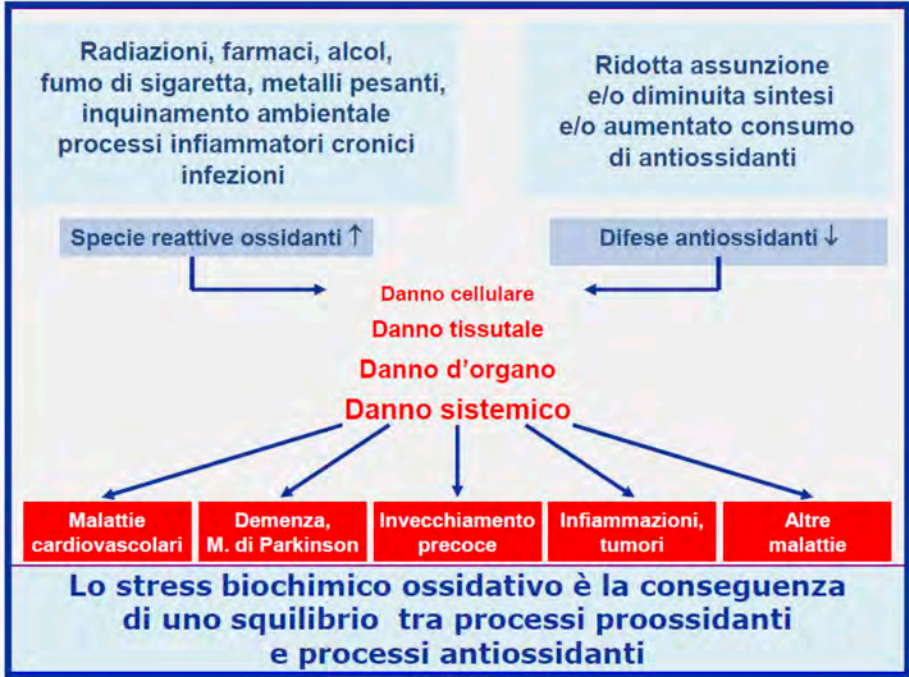 Radiazioni, farmaci, alcol,
fumo di sigaretta, metalli pesanti,
inquinamento ambientale
processi infiammatori cronici
infezioni
Ridotta assunzione
e/o diminuita sintesi
e/o aumentato consumo
di antiossidanti
Specie reattive ossidanti ↑
Difese antiossidanti ↓
Danno cellulare
Danno tissutale
Danno d'organo
Danno sistemico
Malattie
cardiovascolari
Demenza,
M. di Parkinson
Invecchiamento
precoce
Infiammazioni,
tumori
Altre
malattie
Lo stress biochimico ossidativo è la conseguenza
di uno squilibrio tra processi proossidanti
e processi antiossidanti